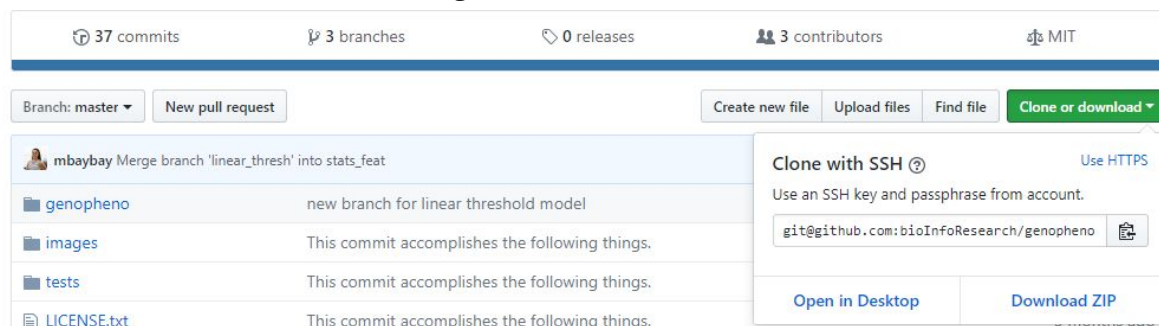 37 commits 3 branches 0 releases 3 contributors MIT
Branch: master New pull request Create new file Upload files Find file Clone or download
mbaybay Merge branch 'linear_thresh' into stats_feat
Clone with SSH Use HTTPS
Use an SSH key and passphrase from account.
git@github.com:bioInfoResearch/genopheno
Open in Desktop Download ZIP
genopheno new branch for linear threshold model
images This commit accomplishes the following things.
tests This commit accomplishes the following things.
LICENSE.txt This commit accomplishes the following things.